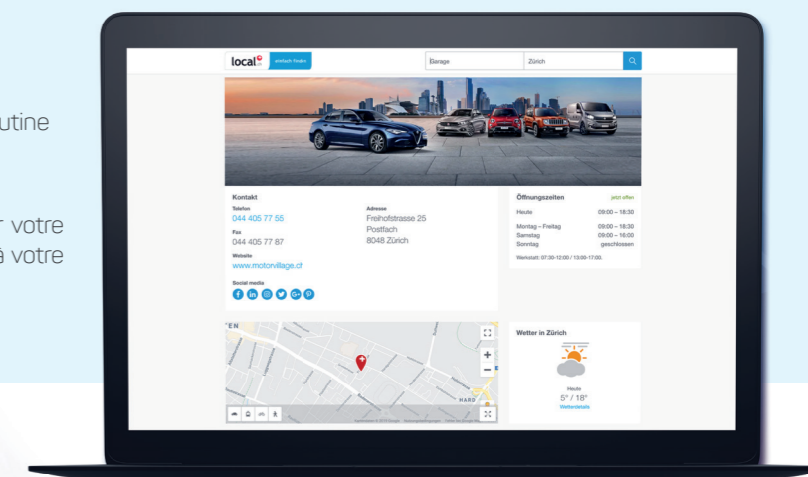 utine
r votre
à votre
local
einfach finden
Garage
Zürich
Kontakt
Telefon
044 405 77 55
Fax
044 405 77 87
Website
www.motorvillage.ch
Social media
Adresse
Freihofstrasse 25
Postfach
8048 Zürich
Öffnungszeiten jetzt offen
Heute 09:00 – 18:30
Montag – Freitag 09:00 – 18:30
Samstag 09:00 – 16:00
Sonntag geschlossen
Werkstatt: 07:30-12:00 / 13:00-17:00.
TEN
HARD
Wetter in Zürich
Heute
5° / 18°
Wetterdetails